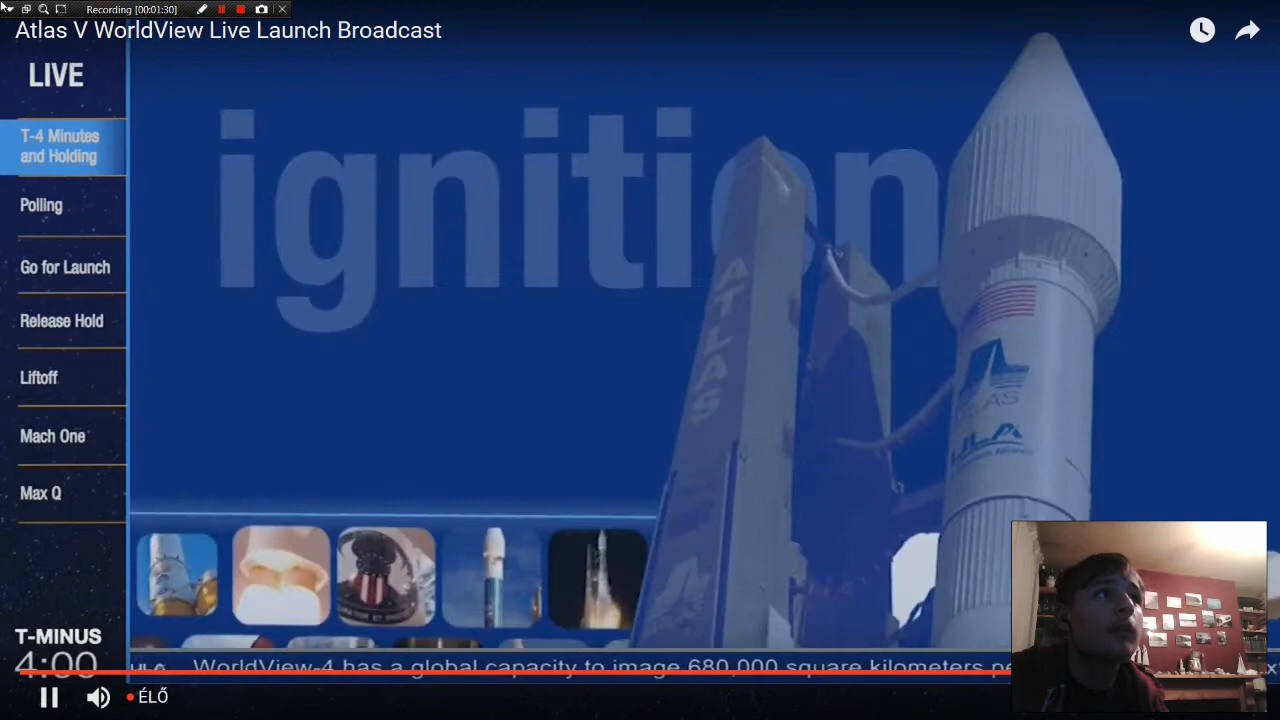 Recording [00:01:30]
Atlas V WorldView Live Launch Broadcast
LIVE
T-4 Minutes
and Holding
Polling
Go for Launch
Release Hold
Liftoff
Mach One
Max Q
ignition
ATLAS
ATLAS
ULA
T-MINUS
4:00
ULA
WorldView-4 has a global capacity to image 680,000 square kilometers
ÉLŐ